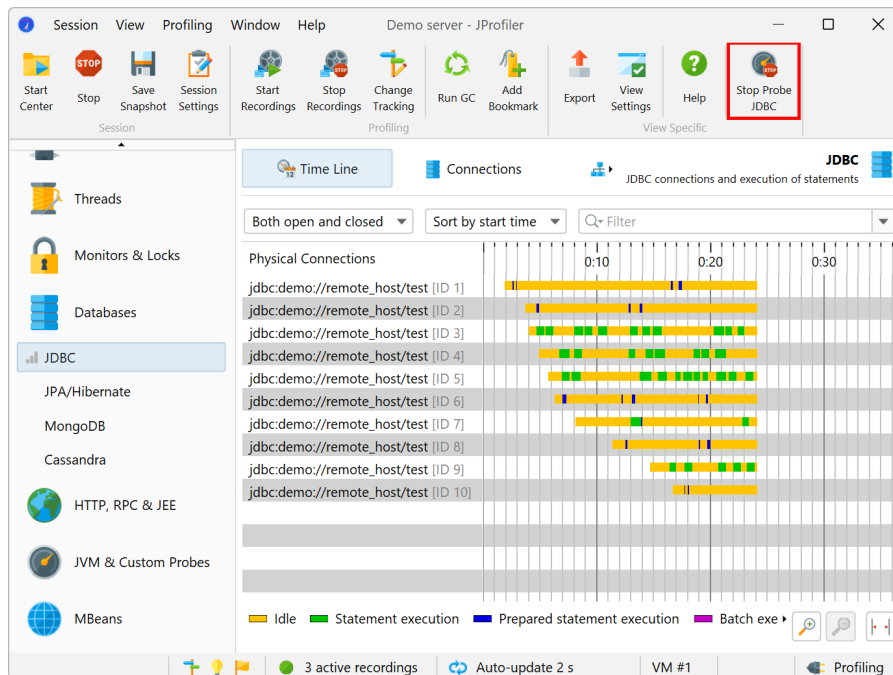 Session View Profiling Window Help Demo server - JProfiler
Start Center
STOP
Stop
Save Snapshot
Session Settings
Start Recordings
STOP
Stop Recordings
Change Tracking
Run GC
Add Bookmark
Export
View Settings
?
Help
STOP
Stop Probe JDBC
Session
Profiling
View Specific
Threads
Monitors & Locks
Databases
JDBC
JPA/Hibernate
MongoDB
Cassandra
HTTP, RPC & JEE
JVM & Custom Probes
MBeans
12
Time Line
Connections
JDBC
JDBC connections and execution of statements
Both open and closed
Sort by start time
Filter
Physical Connections 0:10 0:20 0:30
jdbc:demo://remote_host/test [ID 1]
jdbc:demo://remote_host/test [ID 2]
jdbc:demo://remote_host/test [ID 3]
jdbc:demo://remote_host/test [ID 4]
jdbc:demo://remote_host/test [ID 5]
jdbc:demo://remote_host/test [ID 6]
jdbc:demo://remote_host/test [ID 7]
jdbc:demo://remote_host/test [ID 8]
jdbc:demo://remote_host/test [ID 9]
jdbc:demo://remote_host/test [ID 10]
Idle Statement execution Prepared statement execution Batch exe
3 active recordings Auto-update 2 s VM #1 Profiling